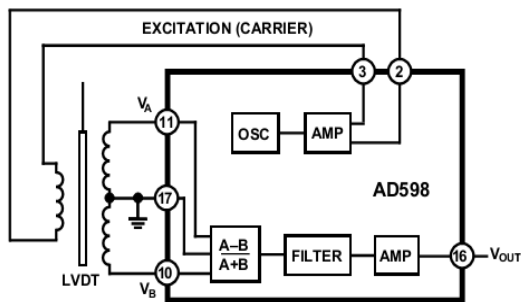 EXCITATION (CARRIER)
3
2
VA
11
OSC
AMP
17
AD598
A–B
A+B
FILTER
AMP
16
VOUT
LVDT
10
VB